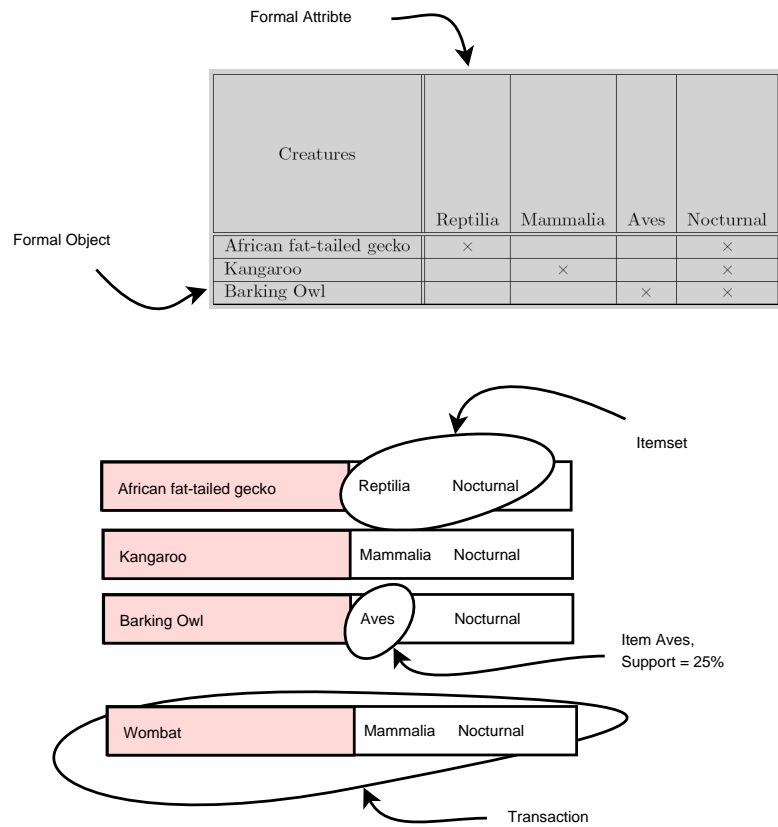 Formal Attribte
Creatures
Reptilia Mammalia Aves Nocturnal
Formal Object
African fat-tailed gecko × ×
Kangaroo × ×
Barking Owl × ×
Itemset
African fat-tailed gecko Reptilia Nocturnal
Kangaroo Mammalia Nocturnal
Barking Owl Aves Nocturnal
Item Aves,
Support = 25%
Wombat Mammalia Nocturnal
Transaction